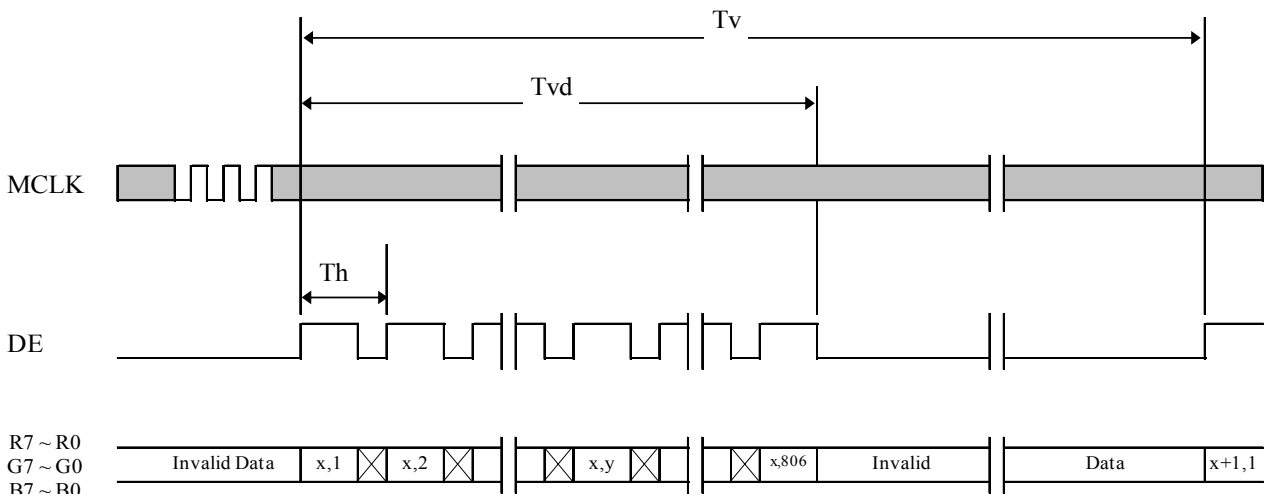 Tv
Tvd
MCLK
Th
DE
R7 ~ R0
G7 ~ G0
B7 ~ B0
Invalid Data x,1 x,2 x,y x,806 Invalid Data x+1,1